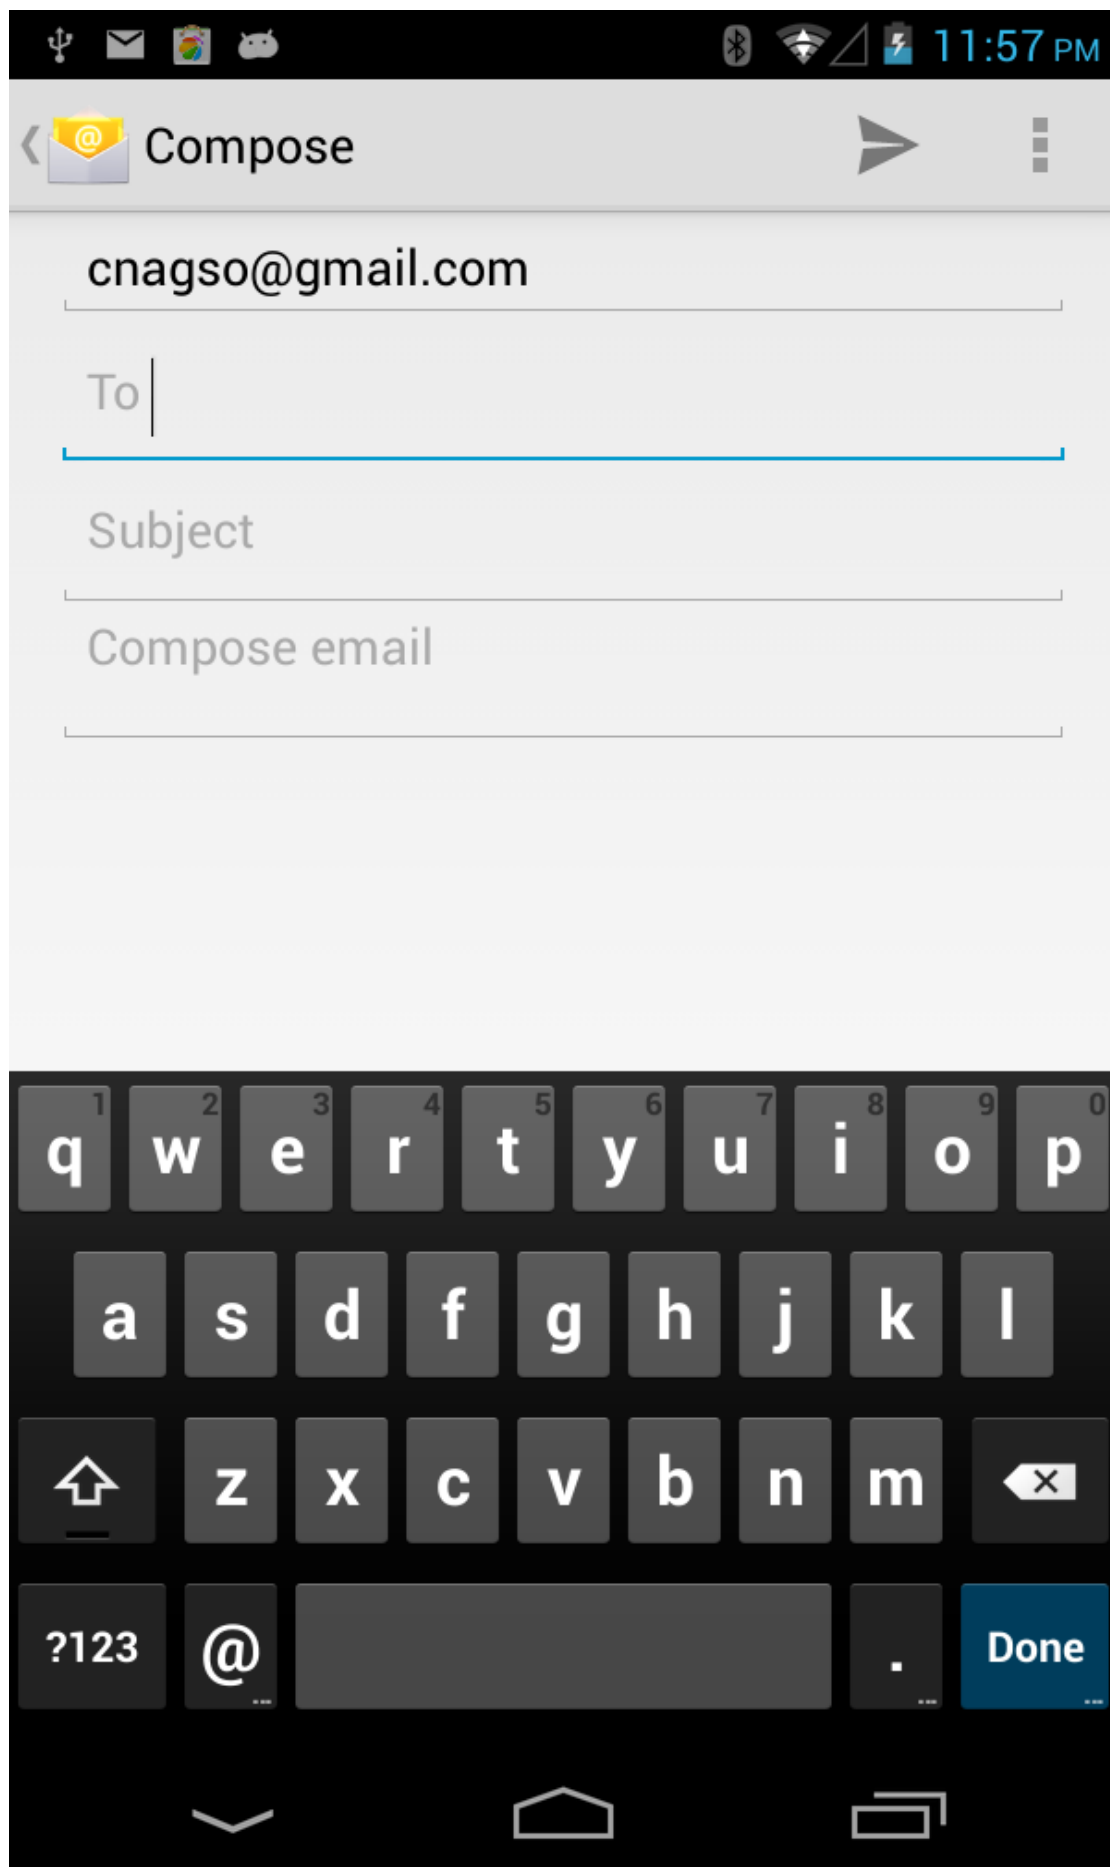 11:57 PM
@ Compose
cnagso@gmail.com
To
Subject
Compose email
1 2 3 4 5 6 7 8 9 0
q w e r t y u i o p
a s d f g h j k l
z x c v b n m
?123 @ . Done